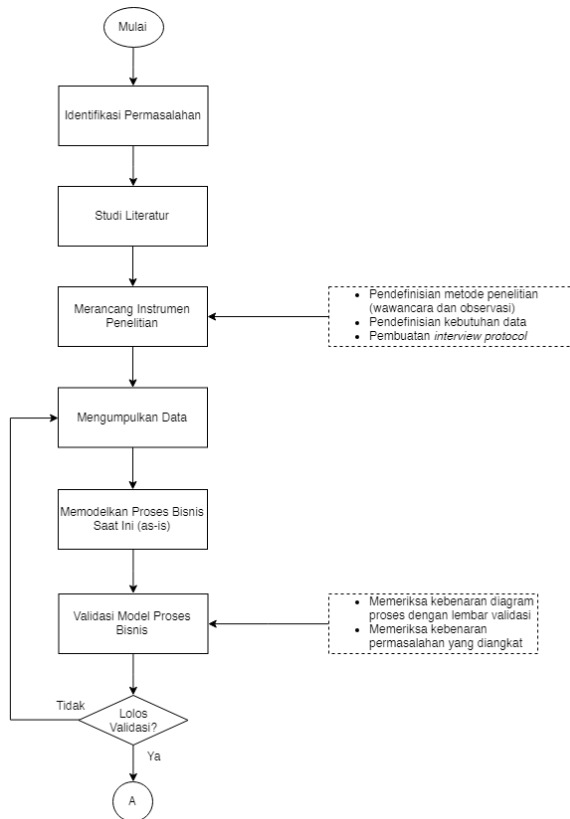 Mulai
Identifikasi Permasalahan
Studi Literatur
Merancang Instrumen
Penelitian
• Pendefinisian metode penelitian
(wawancara dan observasi)
• Pendefinisian kebutuhan data
• Pembuatan interview protocol
Mengumpulkan Data
Memodelkan Proses Bisnis
Saat Ini (as-is)
Validasi Model Proses
Bisnis
• Memeriksa kebenaran diagram
proses dengan lembar validasi
• Memeriksa kebenaran
permasalahan yang diangkat
Tidak
Lolos
Validasi?
Ya
A